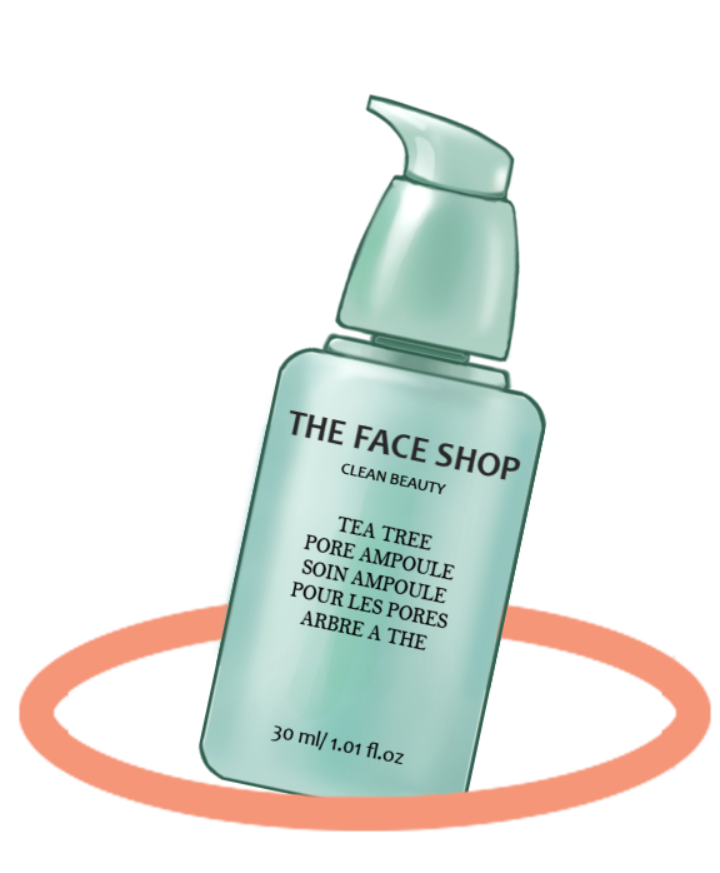 THE FACE SHOP
CLEAN BEAUTY
TEA TREE
PORE AMPOULE
SOIN AMPOULE
POUR LES PORES
ARBRE A THE
30 ml/ 1.01 fl.oz